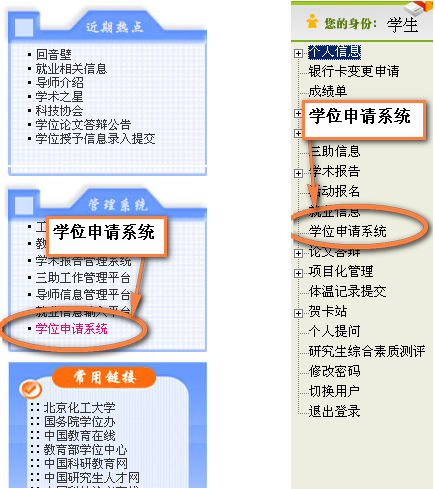 近期热点
回音壁
就业相关信息
导师介绍
学术之星
科技协会
学位论文答辩公告
学位授予信息录入提交
管理系统
学位申请系统
学术报告管理系统
三助工作管理平台
导师信息管理平台
就业信息输入平台
学位申请系统
常用链接
北京化工大学
国务院学位办
中国教育在线
教育部学位中心
中国科研教育网
中国研究生人才网
您的身份: 学生
个人信息
银行卡变更申请
成绩单
学位申请系统
三助信息
学术报告
活动报名
就业信息
学位申请系统
论文答辩
项目化管理
体温记录提交
贺卡站
个人提问
研究生综合素质测评
修改密码
切换用户
退出登录